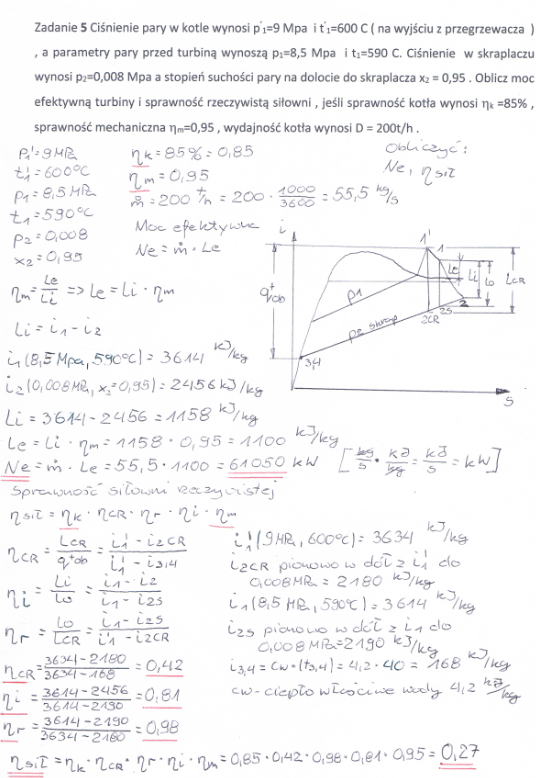 Zadanie 5 Ciśnienie pary w kotle wynosi p'₁=9 Mpa i t'₁=600 C ( na wyjściu z przegrzewacza )
, a parametry pary przed turbiną wynoszą p₁=8,5 Mpa i t₁=590 C. Ciśnienie w skraplaczu
wynosi p₂=0,008 Mpa a stopień suchości pary na dolocie do skraplacza x₂ = 0,95 . Oblicz moc
efektywną turbiny i sprawność rzeczywistą siłowni , jeśli sprawność kotła wynosi ηₖ =85% ,
sprawność mechaniczna ηₘ=0,95 , wydajność kotła wynosi D = 200t/h .
P₁' = 9 MPa
t₁' = 600°C
P₁ = 8,5 MPa
t₁ = 590°C
P₂ = 0,008
x₂ = 0,95
ηk = 85% = 0,85
ηm = 0,95
ṁ = 200 t/h = 200 · 1000/3600 = 55,5 kg/s
Obliczyć:
Ne, ηsił
Moc efektywna
Ne = ṁ · Le
ηm = Le/Li => Le = Li · ηm
Li = i₁ - i₂
i₁ (8,5 Mpa, 590°C) = 3614 kJ/kg
i₂ (0,008 MPa, x₂=0,95) = 2456 kJ/kg
Li = 3614 - 2456 = 1158 kJ/kg
Le = Li · ηm = 1158 · 0,95 = 1100 kJ/kg
Ne = ṁ · Le = 55,5 · 1100 = 61050 kW [kg/s · kJ/kg = kJ/s = kW]
i
1'
1
q+ob
P1
P2 skrap
Le
Li
Lo
LCR
2
2s
2CR
3,4
S
Sprawność siłowni rzeczywistej
ηsił = ηk · ηCR · ηr · ηi · ηm
ηCR = LCR/q+ob = i₁' - i2CR / i₁' - i3,4
ηi = Li/Lo = i₁ - i₂ / i₁ - i2s
ηr = Lo/LCR = i₁ - i2s / i'₁ - i2CR
ηCR = 3634-2180 / 3634-168 = 0,42
ηi = 3614-2456 / 3614-2190 = 0,81
ηr = 3614-2190 / 3634-2180 = 0,98
i₁' (9 MPa, 600°C) = 3634 kJ/kg
i2CR pionowo w dół z i₁' do
0,008 MPa = 2180 kJ/kg
i₁ (8,5 MPa, 590°C) = 3614 kJ/kg
i2s pionowo w dół z i₁ do
0,008 MPa = 2190 kJ/kg
i3,4 = cw · (t3,4) = 4,2 · 40 = 168 kJ/kg
cw - ciepło właściwe wody 4,2 kJ/kg
ηsił = ηk · ηCR · ηr · ηi · ηm = 0,85 · 0,42 · 0,98 · 0,81 · 0,95 = 0,27